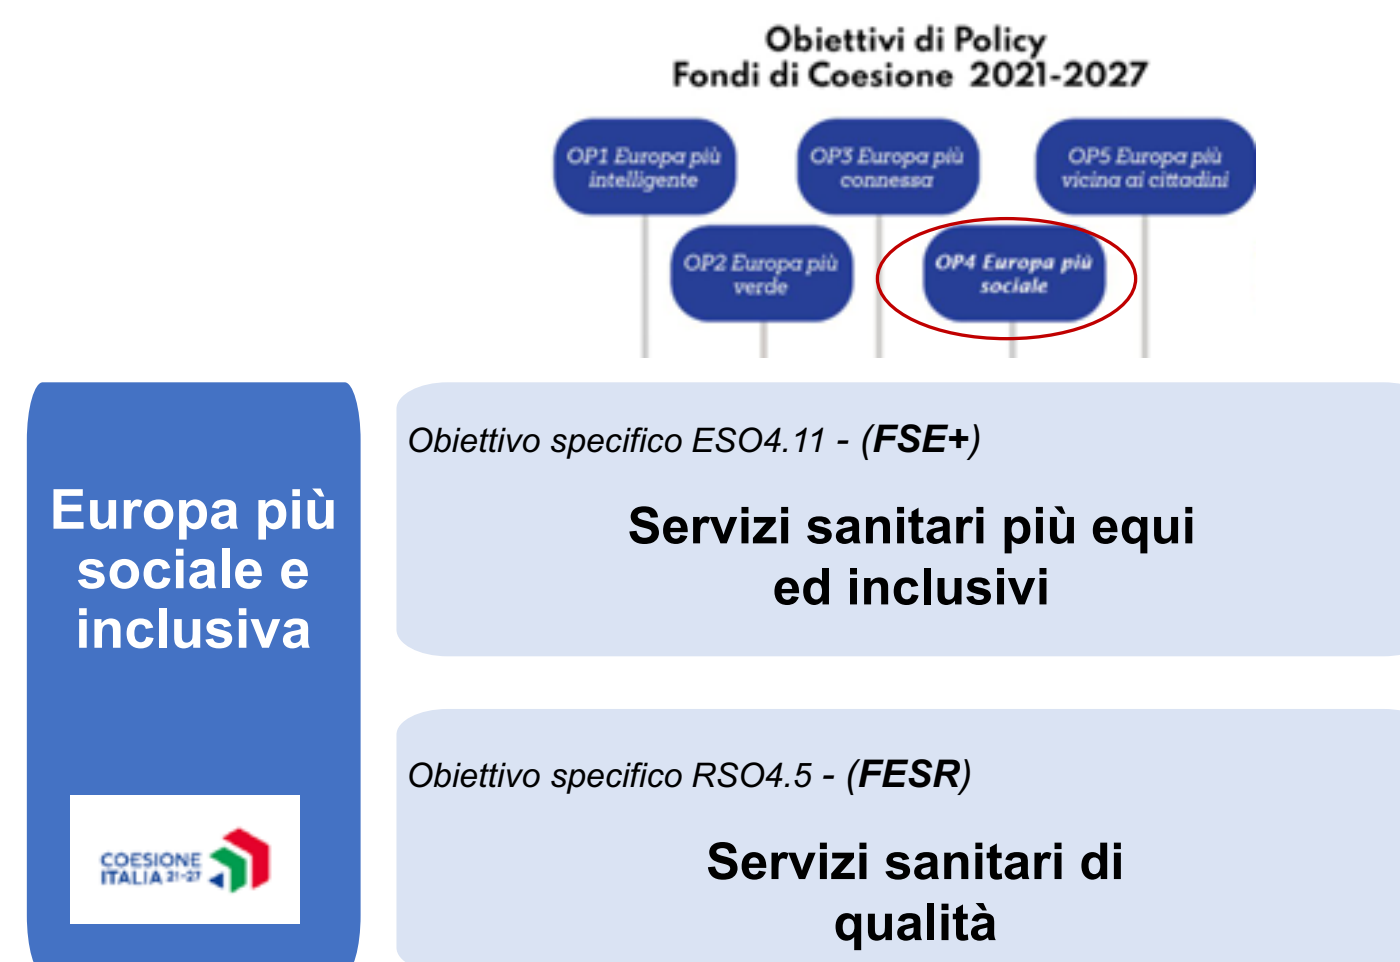 Obiettivi di Policy
Fondi di Coesione 2021-2027
OP1 Europa più
intelligente
OP3 Europa più
connessa
OP5 Europa più
vicina ai cittadini
OP2 Europa più
verde
OP4 Europa più
sociale
Europa più
sociale e
inclusiva
COESIONE
ITALIA 21-27
Obiettivo specifico ESO4.11 - (FSE+)
Servizi sanitari più equi
ed inclusivi
Obiettivo specifico RSO4.5 - (FESR)
Servizi sanitari di
qualità